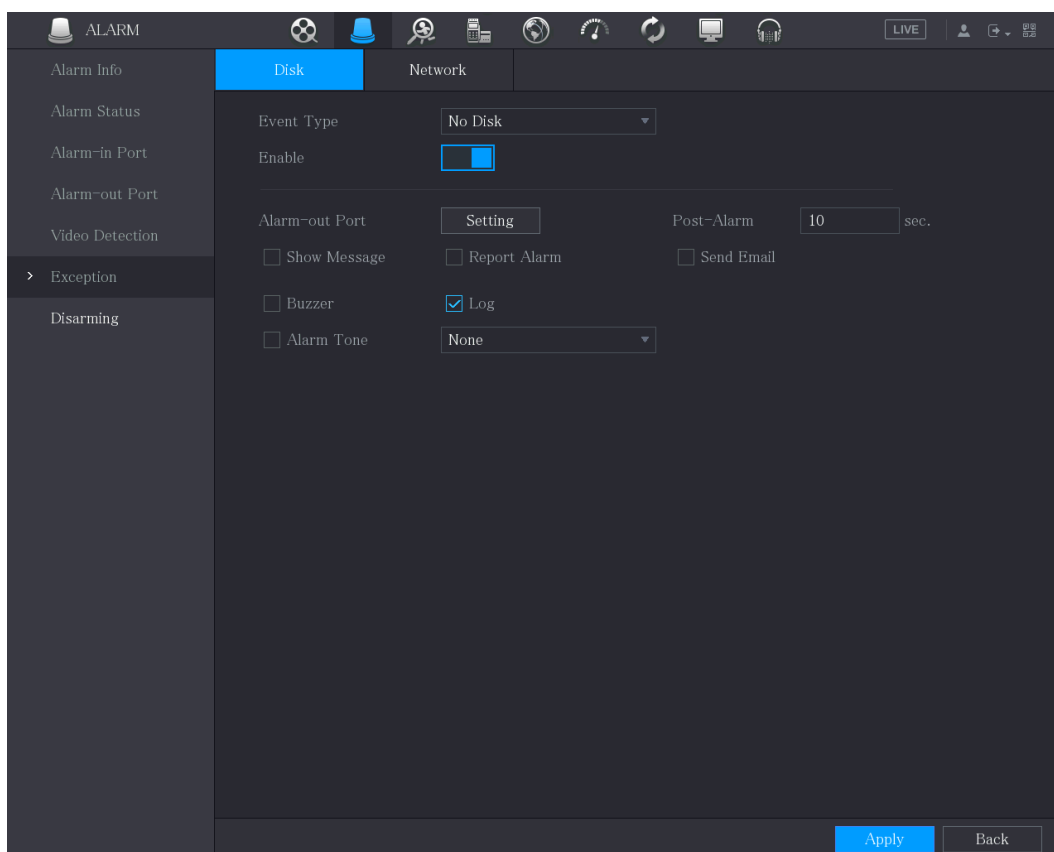 ALARM
LIVE
Alarm Info
Alarm Status
Alarm-in Port
Alarm-out Port
Video Detection
Exception
Disarming
Disk Network
Event Type No Disk
Enable
Alarm-out Port Setting Post-Alarm 10 sec.
Show Message Report Alarm Send Email
Buzzer Log
Alarm Tone None
Apply Back